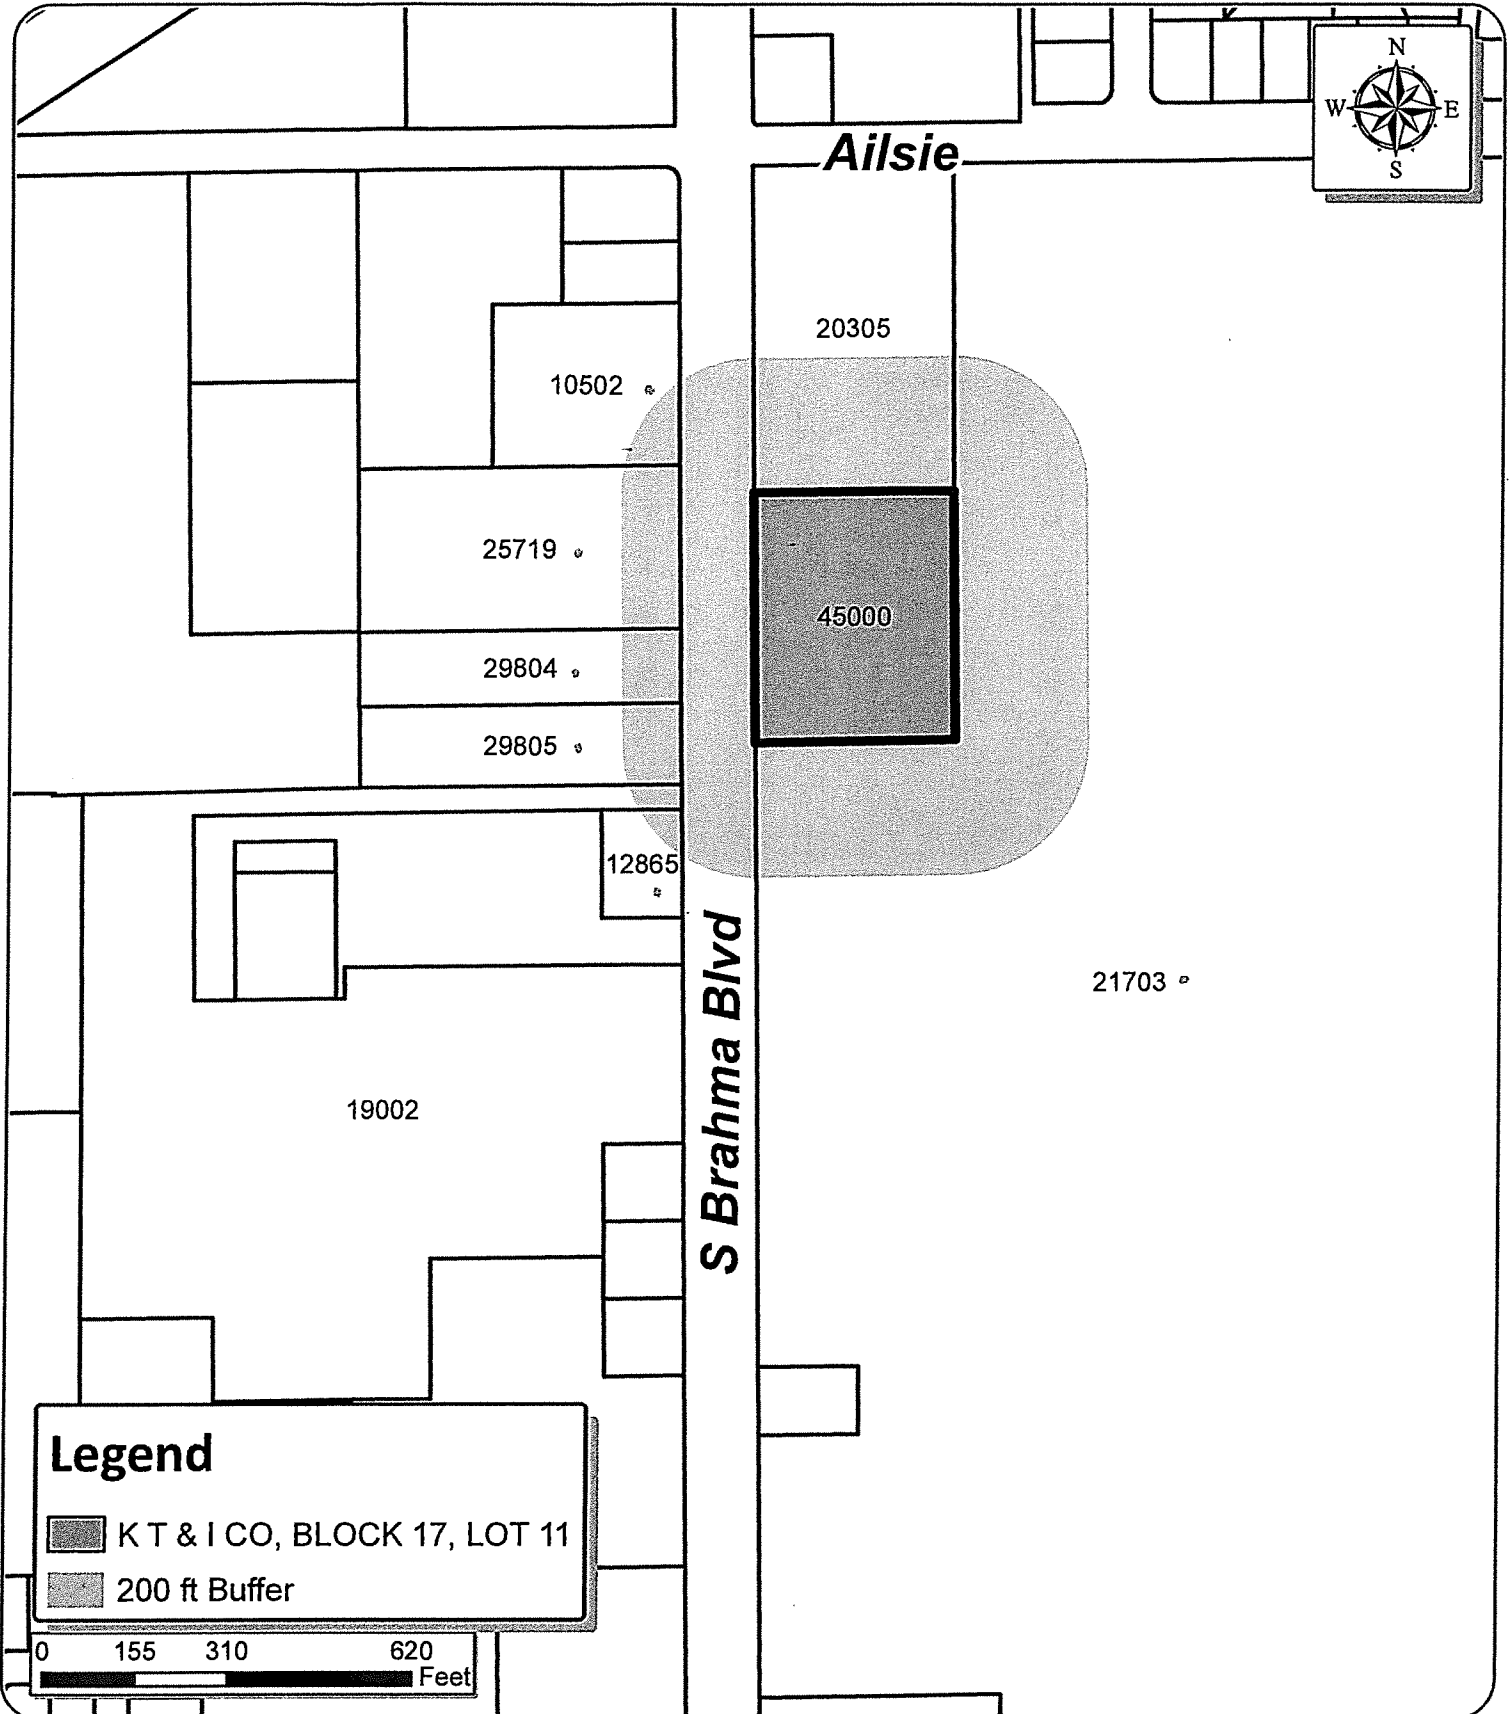 N
W E
S
Ailsie
20305
10502
25719
45000
29804
29805
12865
21703
S Brahma Blvd
19002
Legend
K T & I CO, BLOCK 17, LOT 11
200 ft Buffer
0 155 310 620
Feet